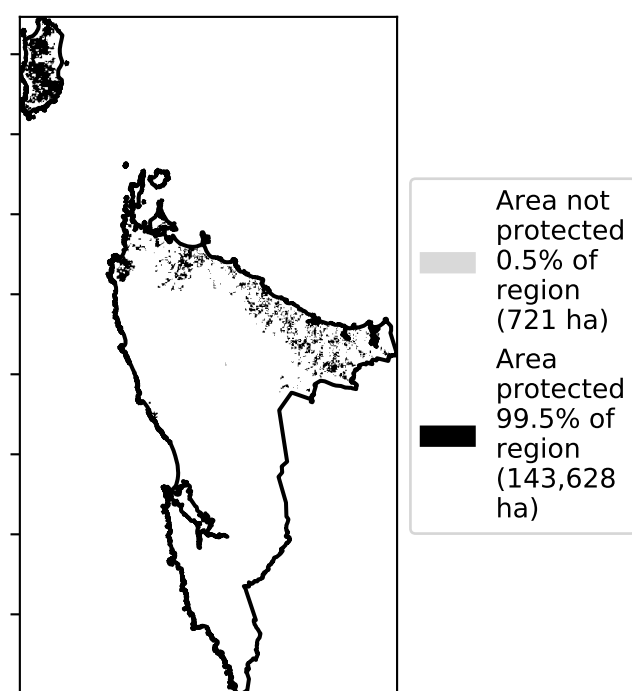 Area not
protected
0.5% of
region
(721 ha)
Area
protected
99.5% of
region
(143,628
ha)